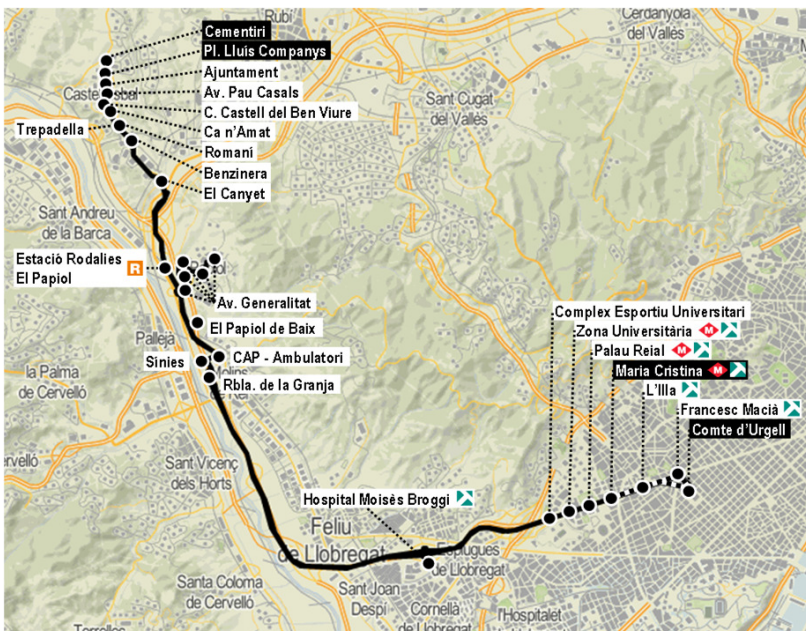 Cementiri
Rubí
Cerdanyola
del Vallès
Pl. Lluis Companys
Ajuntament
Av. Pau Casals
Sant Cugat
del Vallès
C. Castell del Ben Viure
Trepadella
Ca n'Amat
Romaní
Benzinera
El Canyet
Sant Andreu
de la Barca
Estació Rodalies
El Papiol
R
Av. Generalitat
Complex Esportiu Universitari
El Papiol de Baix
Zona Universitària M
Pallejà
Palau Reial M
Sinies
CAP - Ambulatori
la Palma
de Cervelló
Maria Cristina M
Rbla. de la Granja
L'Illa
Francesc Macià
Comte d'Urgell
Sant Vicenç
dels Horts
Hospital Moisès Broggi
Feliu
de Llobregat
Esplugues
de Llobregat
Santa Coloma
de Cervelló
Sant Joan
Despí
Cornellà
de Llobregat
l'Hospitalet